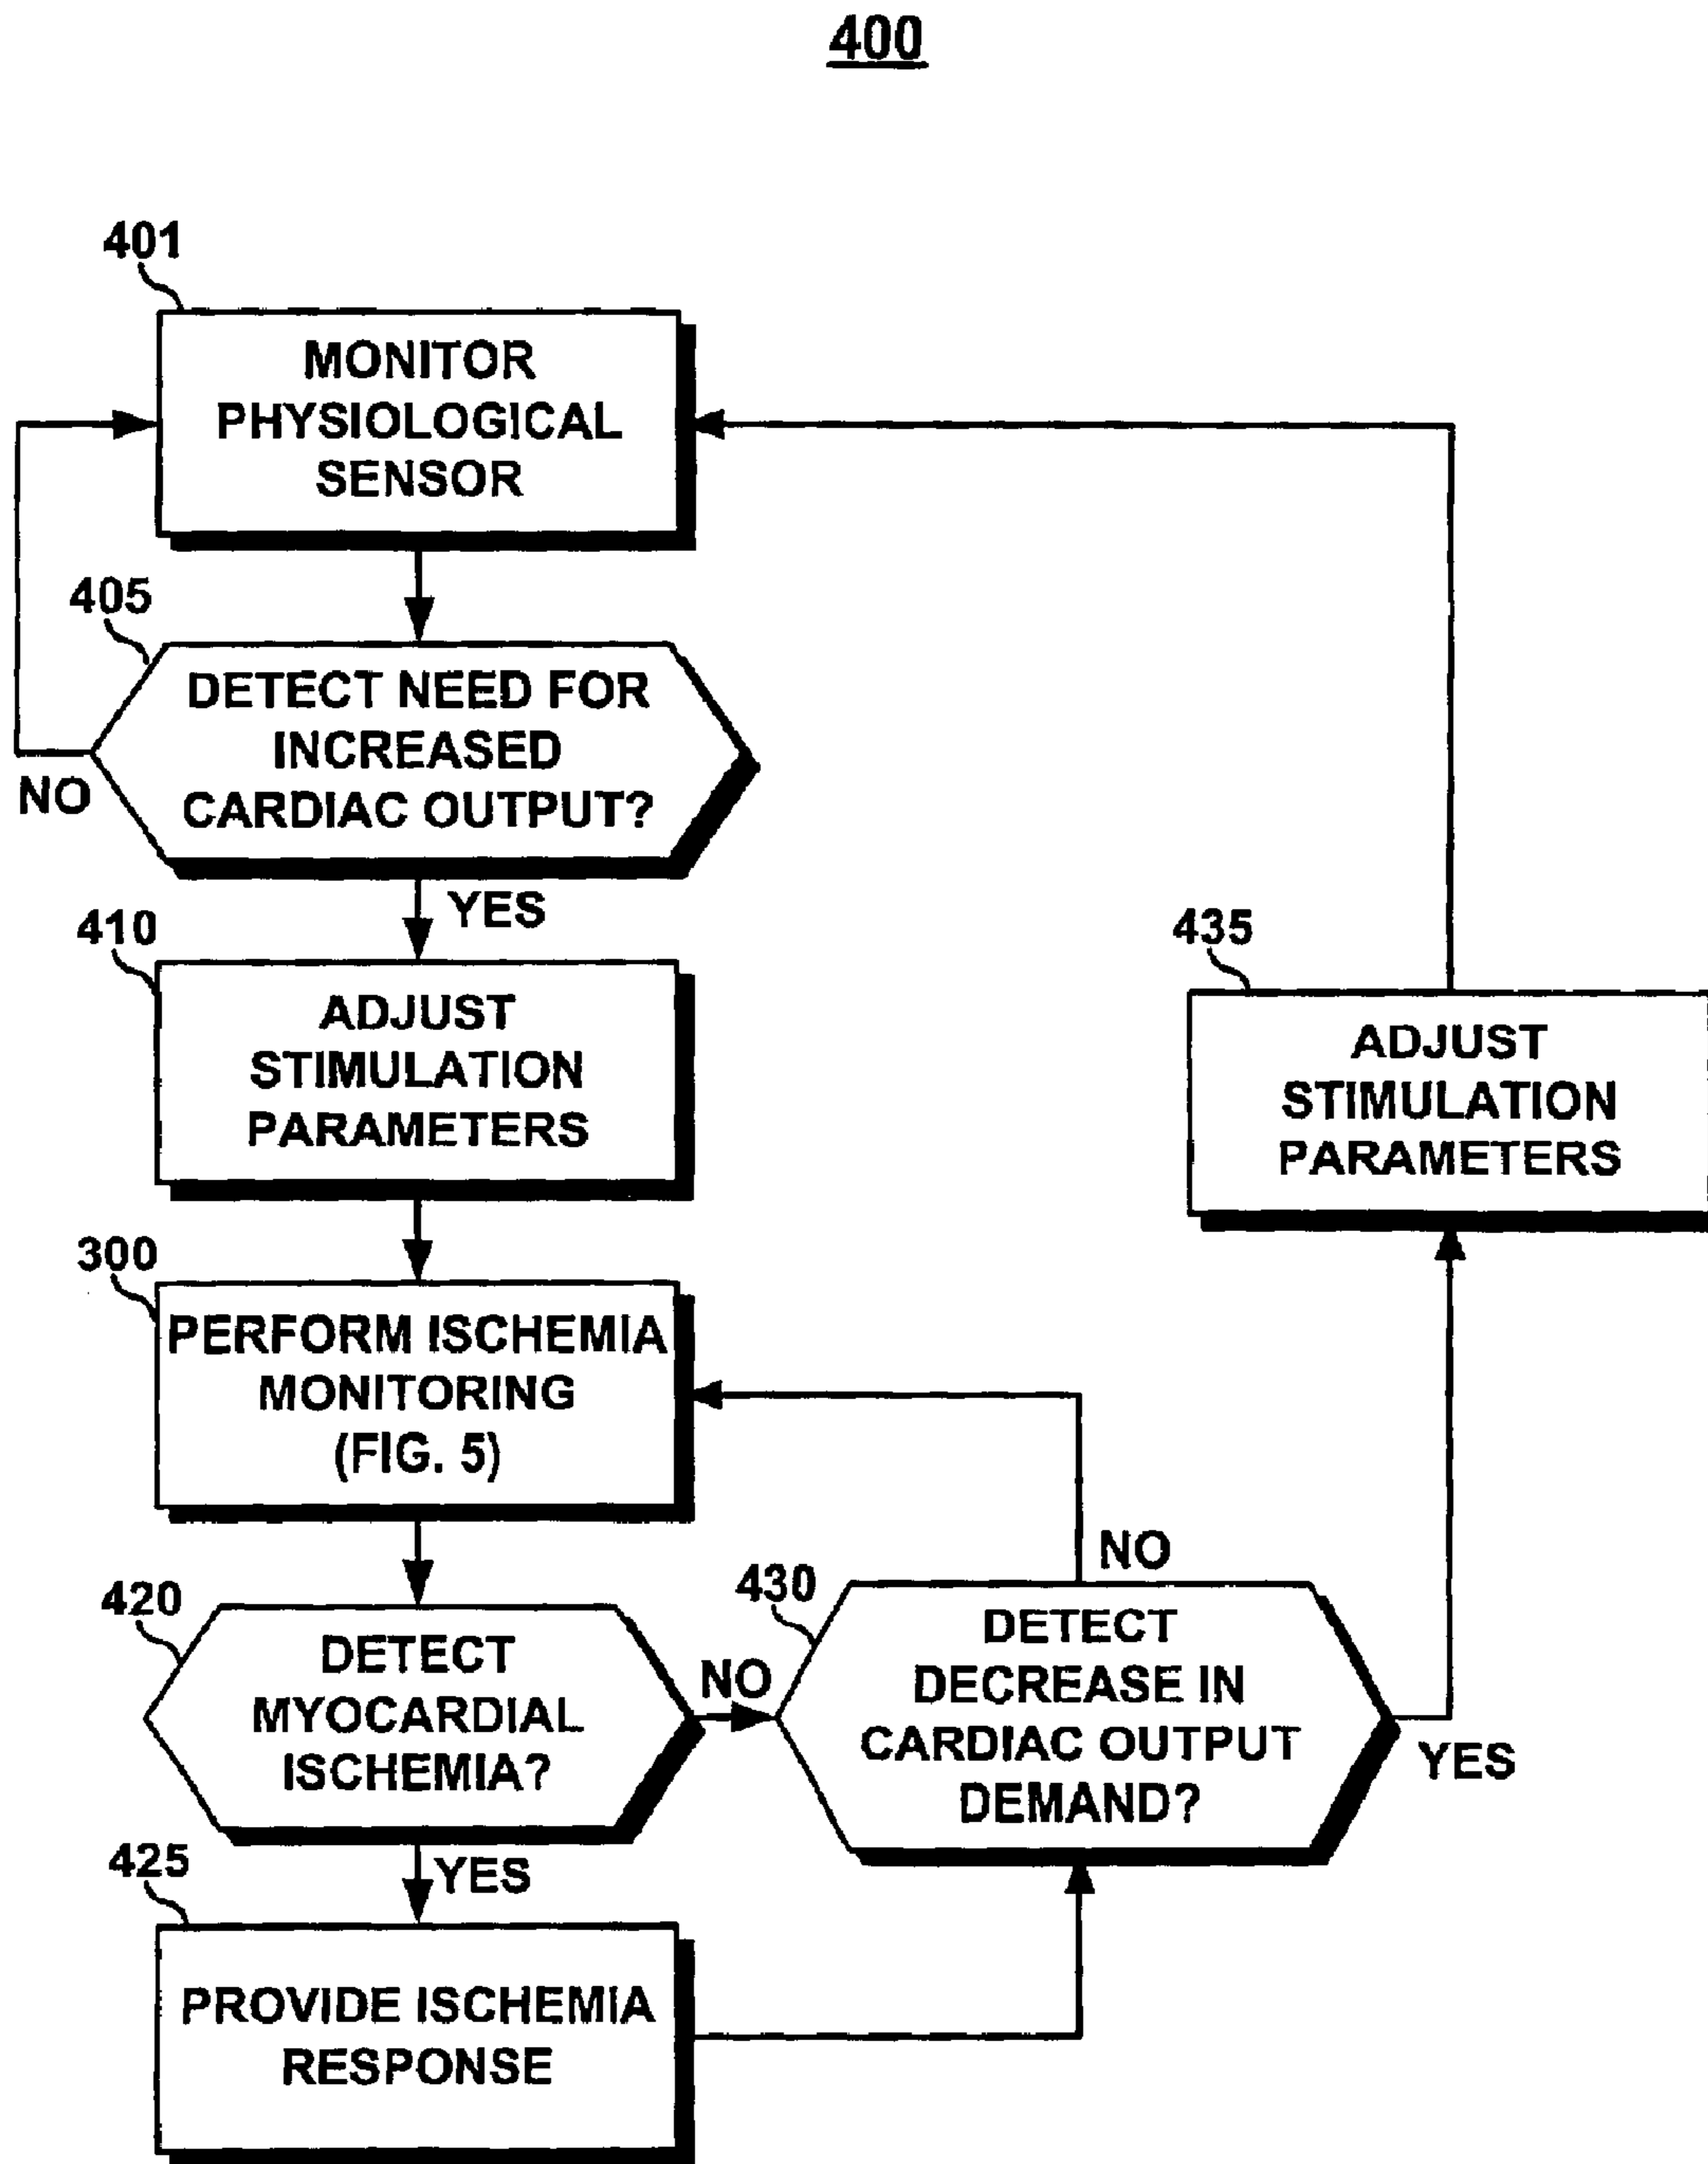 400
401
MONITOR
PHYSIOLOGICAL
SENSOR
405
DETECT NEED FOR
INCREASED
CARDIAC OUTPUT?
NO
YES
410
ADJUST
STIMULATION
PARAMETERS
435
ADJUST
STIMULATION
PARAMETERS
300
PERFORM ISCHEMIA
MONITORING
(FIG. 5)
420
DETECT
MYOCARDIAL
ISCHEMIA?
NO
430
DETECT
DECREASE IN
CARDIAC OUTPUT
DEMAND?
NO
YES
YES
425
PROVIDE ISCHEMIA
RESPONSE